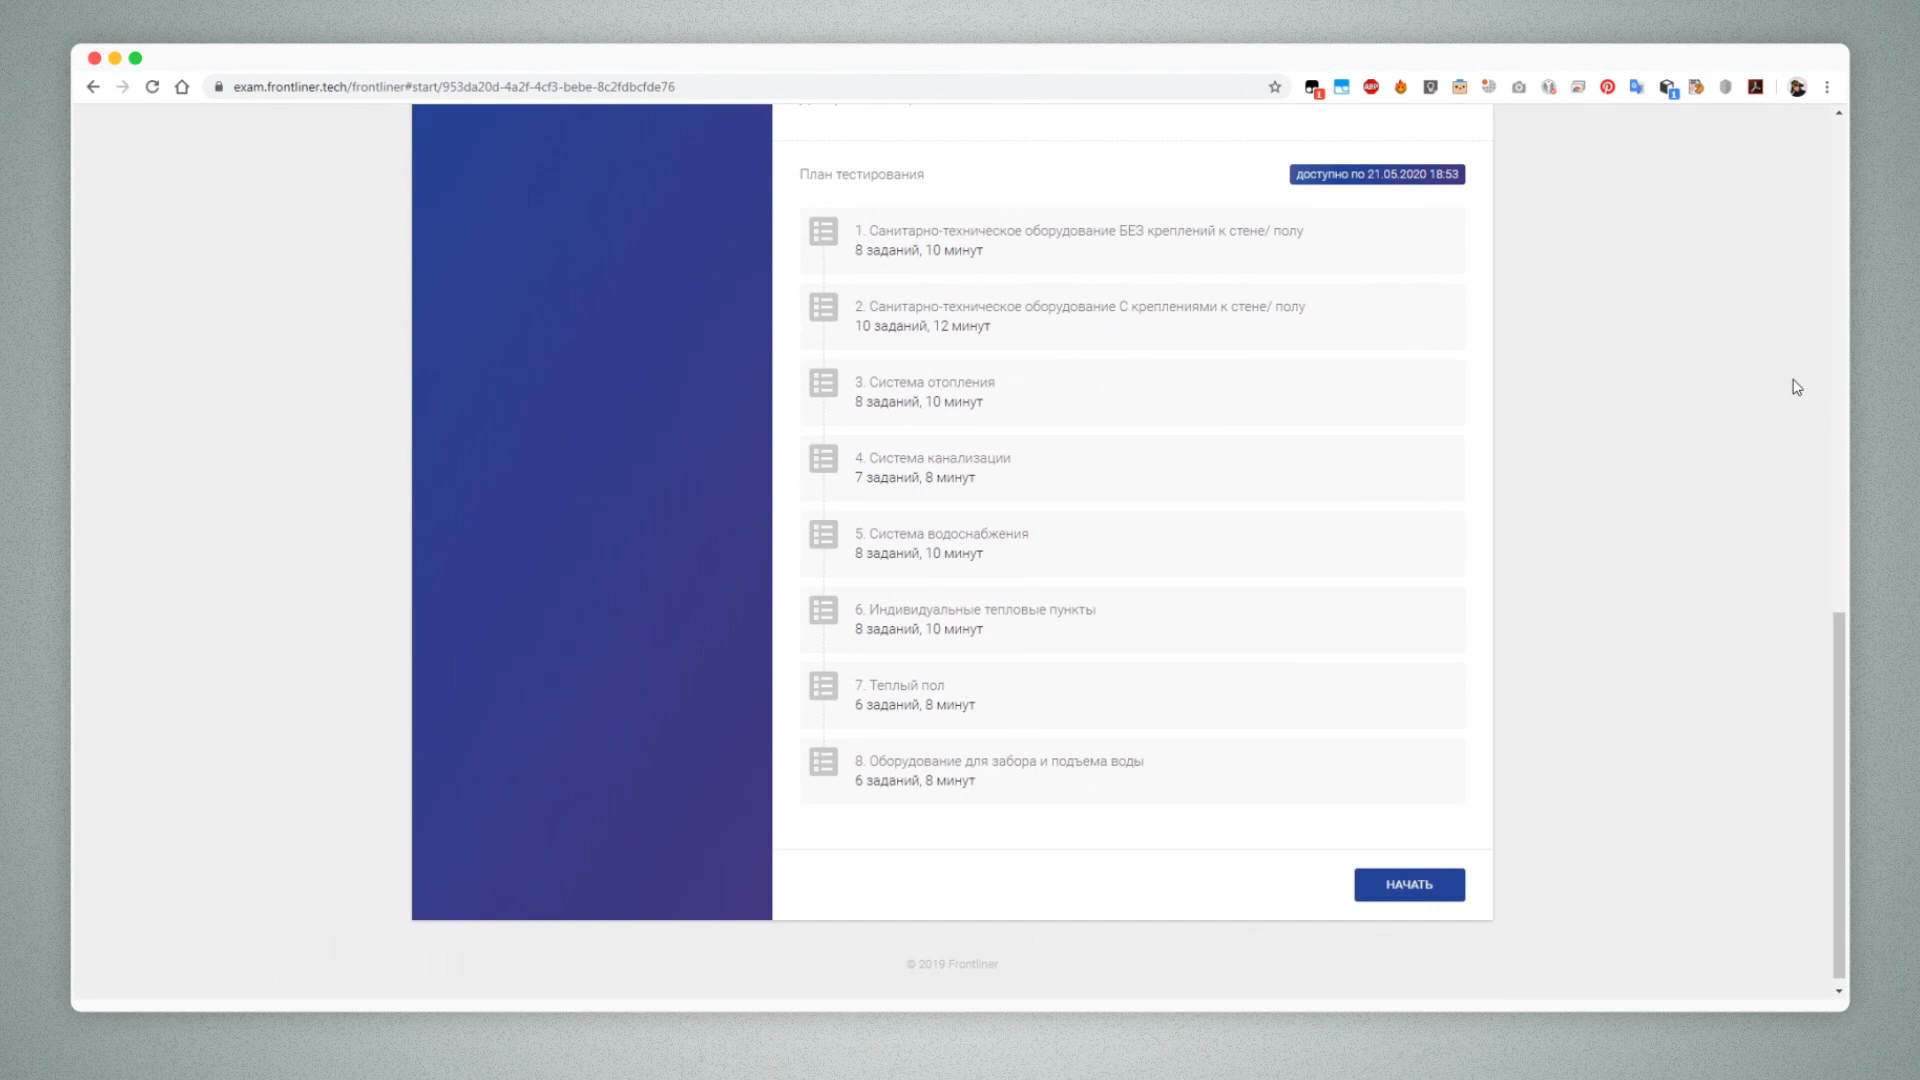 exam.frontliner.tech/frontliner#start/953da20d-4a2f-4cf3-bebe-8c2fdbcfde76
ABP
1
1
План тестирования
доступно по 21.05.2020 18:53
1. Санитарно-техническое оборудование БЕЗ креплений к стене/ полу
8 заданий, 10 минут
2. Санитарно-техническое оборудование С креплениями к стене/ полу
10 заданий, 12 минут
3. Система отопления
8 заданий, 10 минут
4. Система канализации
7 заданий, 8 минут
5. Система водоснабжения
8 заданий, 10 минут
6. Индивидуальные тепловые пункты
8 заданий, 10 минут
7. Теплый пол
6 заданий, 8 минут
8. Оборудование для забора и подъема воды
6 заданий, 8 минут
НАЧАТЬ
© 2019 Frontliner